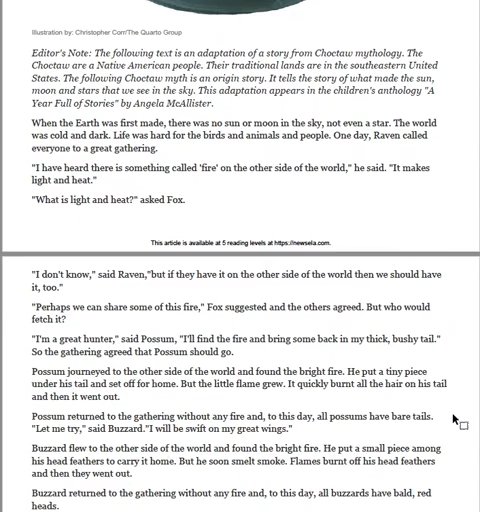 Illustration by: Christopher Corr/The Quarto Group
Editor's Note: The following text is an adaptation of a story from Choctaw mythology. The
Choctaw are a Native American people. Their traditional lands are in the southeastern United
States. The following Choctaw myth is an origin story. It tells the story of what made the sun,
moon and stars that we see in the sky. This adaptation appears in the children's anthology "A
Year Full of Stories" by Angela McAllister.
When the Earth was first made, there was no sun or moon in the sky, not even a star. The world
was cold and dark. Life was hard for the birds and animals and people. One day, Raven called
everyone to a great gathering.
"I have heard there is something called 'fire' on the other side of the world," he said. "It makes
light and heat."
"What is light and heat?" asked Fox.
This article is available at 5 reading levels at https://newsela.com.
"I don't know," said Raven,"but if they have it on the other side of the world then we should have
it, too."
"Perhaps we can share some of this fire," Fox suggested and the others agreed. But who would
fetch it?
"I'm a great hunter," said Possum, "I'll find the fire and bring some back in my thick, bushy tail."
So the gathering agreed that Possum should go.
Possum journeyed to the other side of the world and found the bright fire. He put a tiny piece
under his tail and set off for home. But the little flame grew. It quickly burnt all the hair on his tail
and then it went out.
Possum returned to the gathering without any fire and, to this day, all possums have bare tails.
"Let me try," said Buzzard."I will be swift on my great wings."
Buzzard flew to the other side of the world and found the bright fire. He put a small piece among
his head feathers to carry it home. But he soon smelt smoke. Flames burnt off his head feathers
and then they went out.
Buzzard returned to the gathering without any fire and, to this day, all buzzards have bald, red
heads.